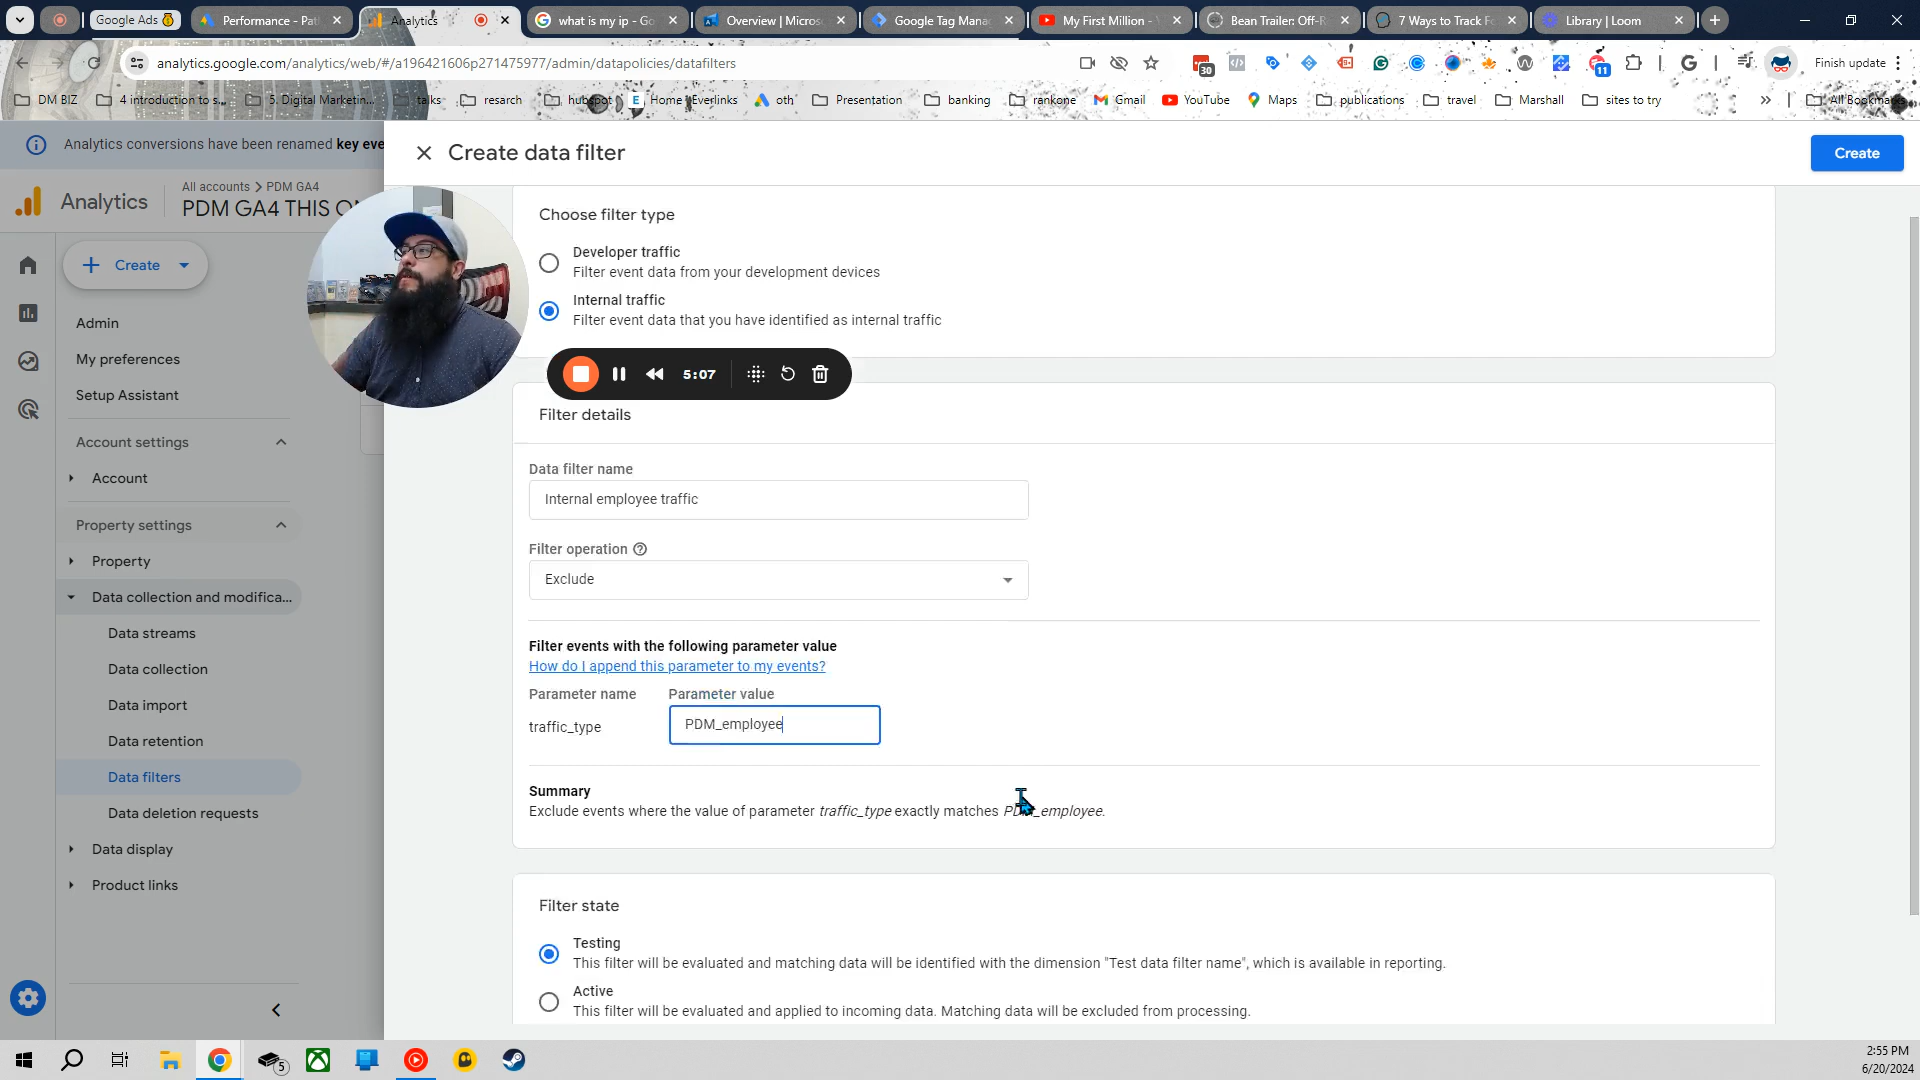 Google Ads
Performance - Pat
Analytics
what is my ip - Go
Overview | Micros
Google Tag Mana
My First Million -
Bean Trailer: Off-R
7 Ways to Track Fe
Library | Loom
analytics.google.com/analytics/web/#/a196421606p271475977/admin/datapolicies/datafilters
30
11
Finish update
DM BIZ
4 introduction to s...
5. Digital Marketin...
talks
resarch
hubspot
Home | Everlinks
oth
Presentation
banking
rankone
Gmail
YouTube
Maps
publications
travel
Marshall
sites to try
All Bookmarks
Analytics conversions have been renamed key eve
Create data filter
Create
Analytics
All accounts > PDM GA4
PDM GA4 THIS ON
Create
Admin
My preferences
Setup Assistant
Account settings
Account
Property settings
Property
Data collection and modifica...
Data streams
Data collection
Data import
Data retention
Data filters
Data deletion requests
Data display
Product links
Choose filter type
Developer traffic
Filter event data from your development devices
Internal traffic
Filter event data that you have identified as internal traffic
5:07
Filter details
Data filter name
Internal employee traffic
Filter operation
Exclude
Filter events with the following parameter value
How do I append this parameter to my events?
Parameter name Parameter value
traffic_type PDM_employee
Summary
Exclude events where the value of parameter traffic_type exactly matches PDM_employee.
Filter state
Testing
This filter will be evaluated and matching data will be identified with the dimension "Test data filter name", which is available in reporting.
Active
This filter will be evaluated and applied to incoming data. Matching data will be excluded from processing.
5
2:55 PM
6/20/2024